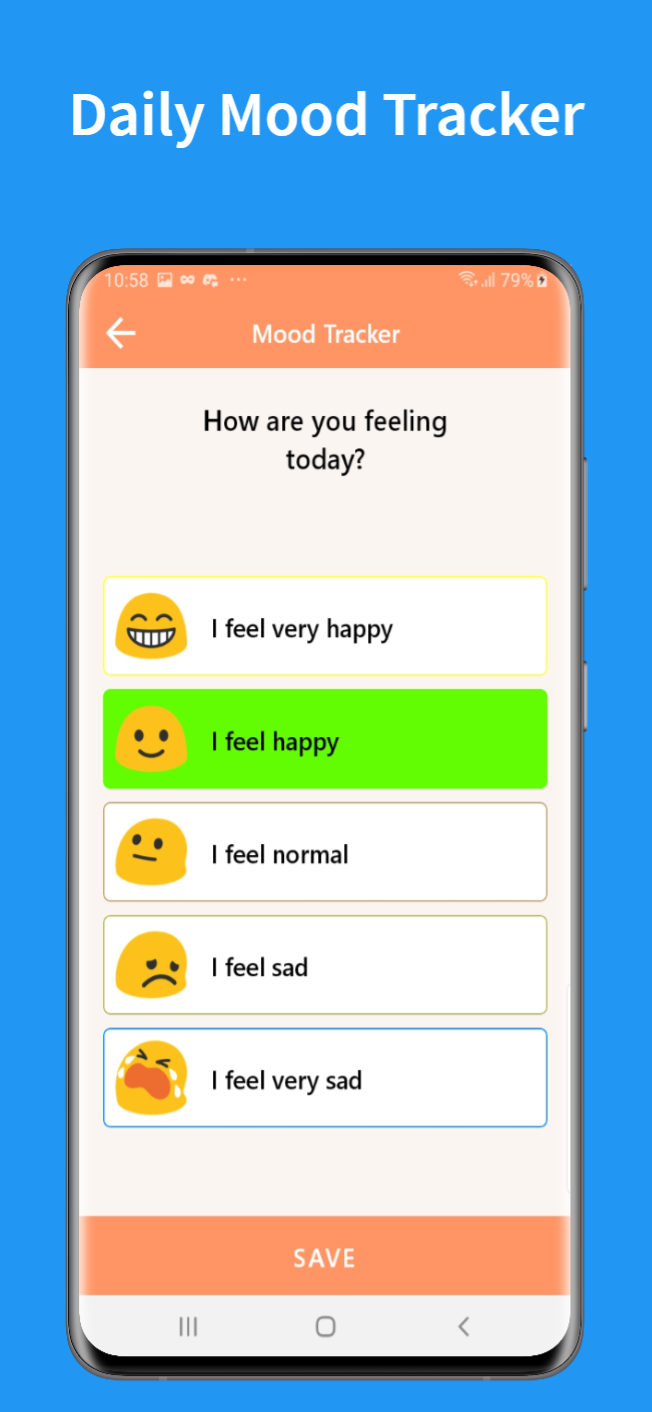 Daily Mood Tracker
10:58 79%
Mood Tracker
How are you feeling
today?
I feel very happy
I feel happy
I feel normal
I feel sad
I feel very sad
SAVE